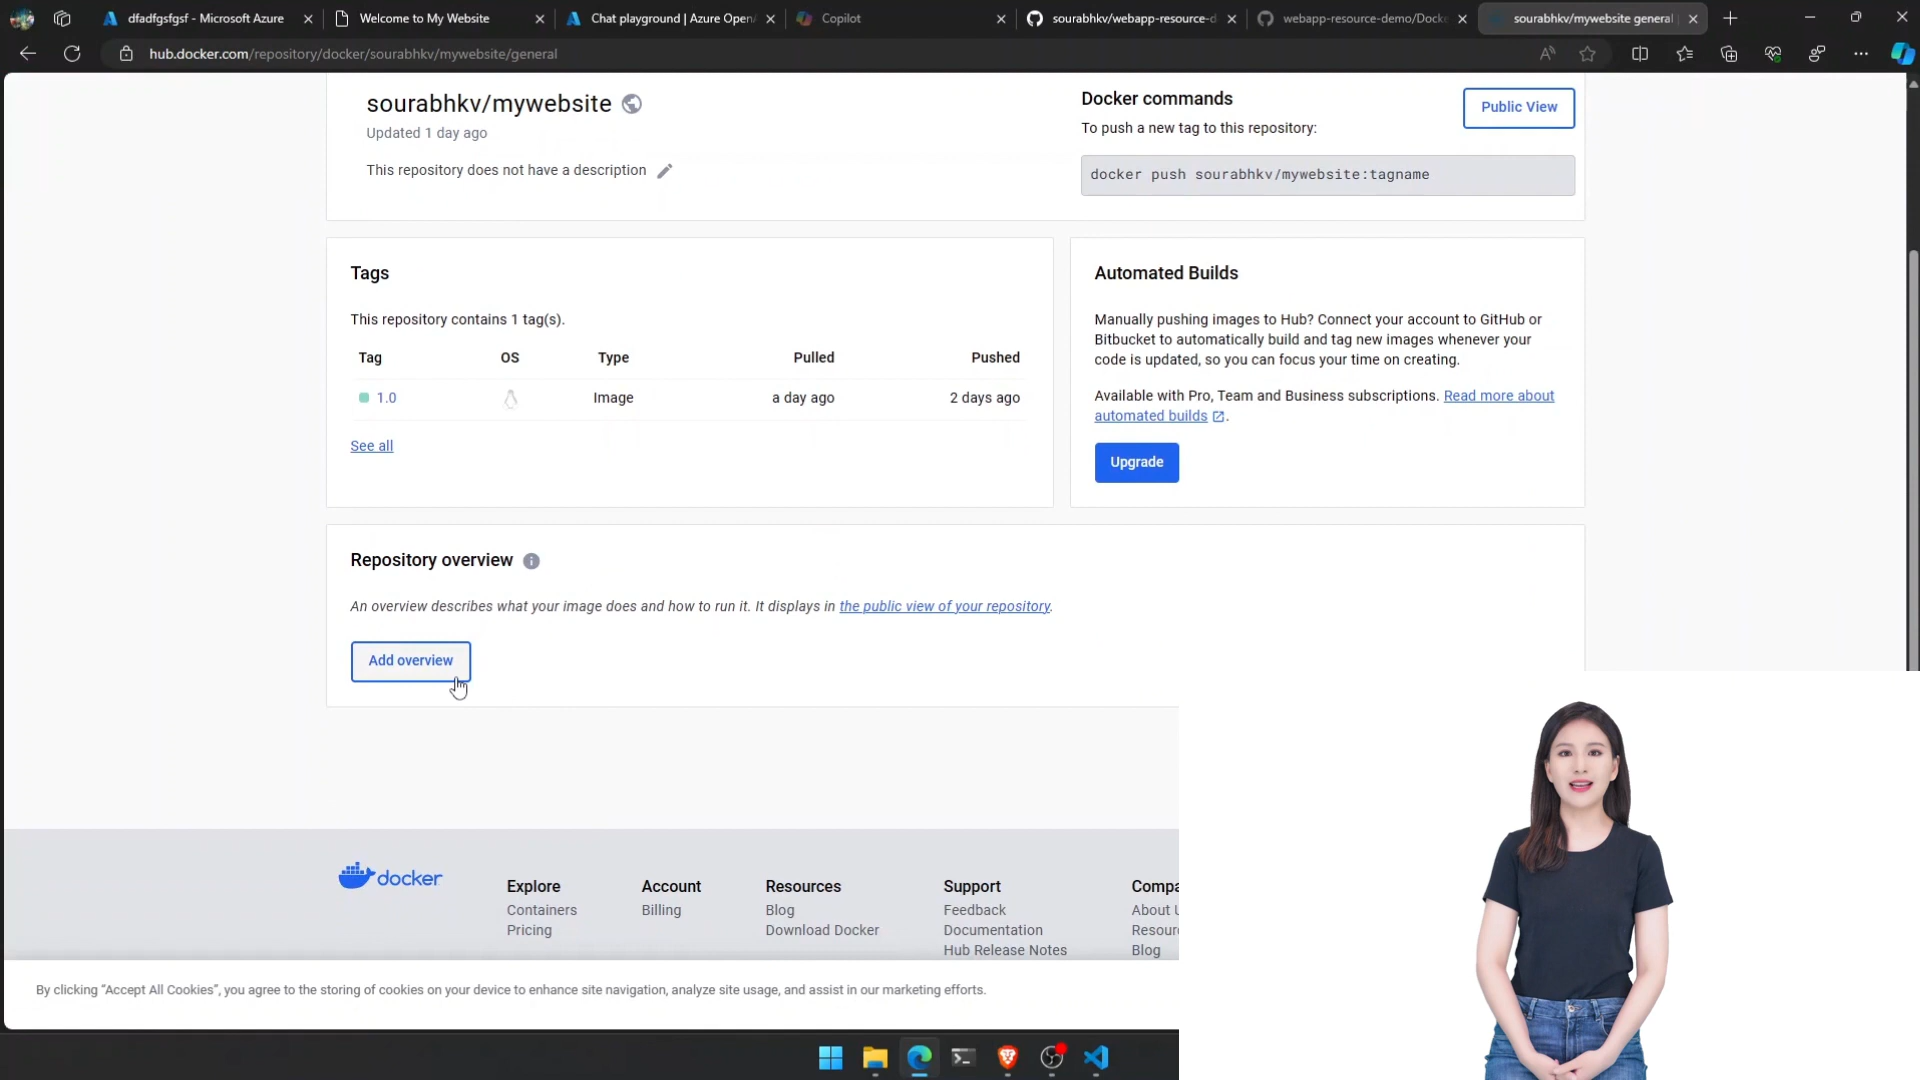 dfadfgsfgsf - Microsoft Azure
Welcome to My Website
Chat playground | Azure Open
Copilot
sourabhkv/webapp-resource-d
webapp-resource-demo/Docke
sourabhkv/mywebsite general
hub.docker.com/repository/docker/sourabhkv/mywebsite/general
sourabhkv/mywebsite
Updated 1 day ago
This repository does not have a description
Docker commands
Public View
To push a new tag to this repository:
docker push sourabhkv/mywebsite:tagname
Tags
This repository contains 1 tag(s).
Tag OS Type Pulled Pushed
1.0 Image a day ago 2 days ago
See all
Automated Builds
Manually pushing images to Hub? Connect your account to GitHub or
Bitbucket to automatically build and tag new images whenever your
code is updated, so you can focus your time on creating.
Available with Pro, Team and Business subscriptions. Read more about
automated builds.
Upgrade
Repository overview
An overview describes what your image does and how to run it. It displays in the public view of your repository.
Add overview
docker
Explore
Containers
Pricing
Account
Billing
Resources
Blog
Download Docker
Support
Feedback
Documentation
Hub Release Notes
Compa
About U
Resour
Blog
By clicking “Accept All Cookies”, you agree to the storing of cookies on your device to enhance site navigation, analyze site usage, and assist in our marketing efforts.